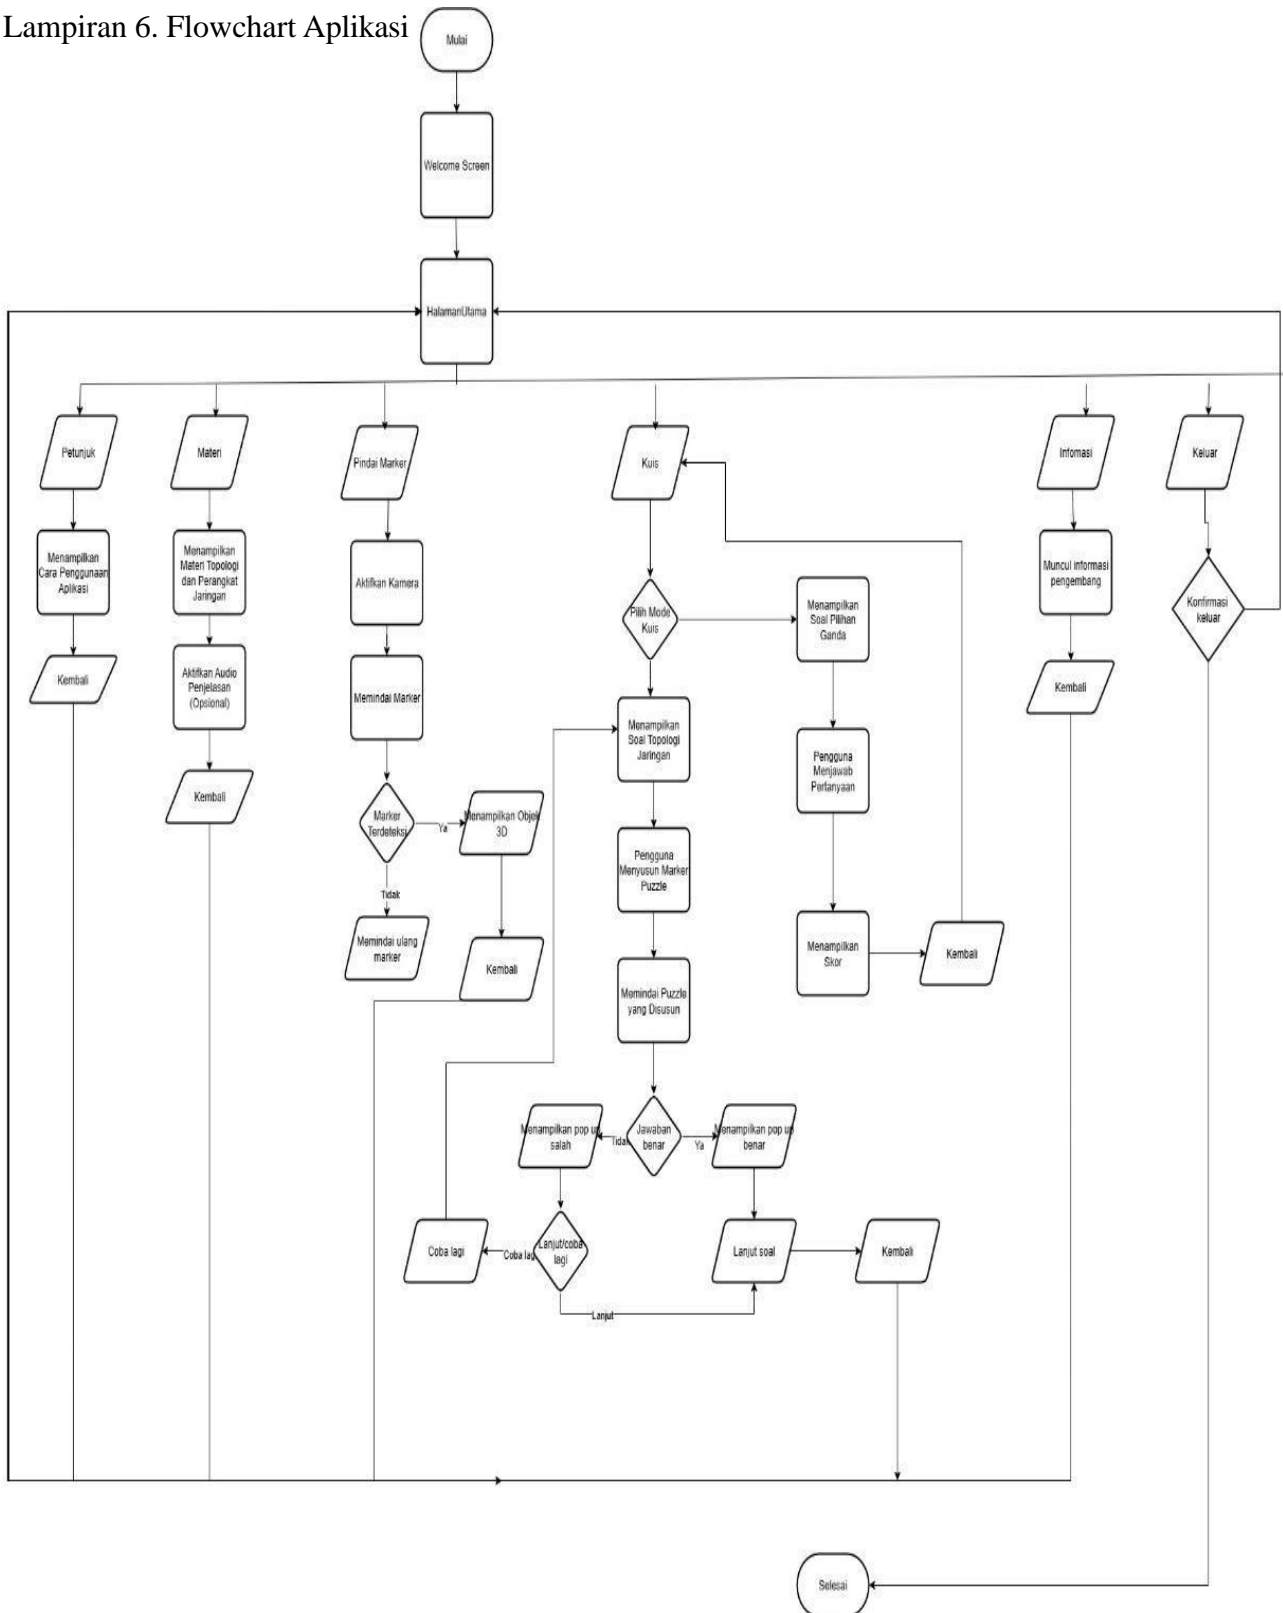 Lampiran 6. Flowchart Aplikasi
Mulai
Welcome Screen
HalamanUtama
Petunjuk
Materi
Pindai Marker
Kuis
Infomasi
Keluar
Menampilkan
Cara Penggunaan
Aplikasi
Menampilkan
Materi Topologi
dan Perangkat
Jaringan
Aktifkan Kamera
Pilih Mode
Kuis
Menampilkan
Soal Pilihan
Ganda
Muncul informasi
pengembang
Konfirmasi
keluar
Kembali
Aktifkan Audio
Penjelasan
(Opsional)
Memindai Marker
Menampilkan
Soal Topologi
Jaringan
Pengguna
Menjawab
Pertanyaan
Kembali
Kembali
Marker
Terdeteksi
Ya
Menampilkan Objek
3D
Tidak
Memindai ulang
marker
Kembali
Pengguna
Menyusun Marker
Puzzle
Menampilkan
Skor
Kembali
Memindai Puzzle
yang Disusun
Menampilkan pop up
salah
Tidak
Jawaban
benar
Ya
Menampilkan pop up
benar
Coba lagi
Coba lagi
Lanjut/coba
lagi
Lanjut soal
Kembali
Lanjut
Selesai